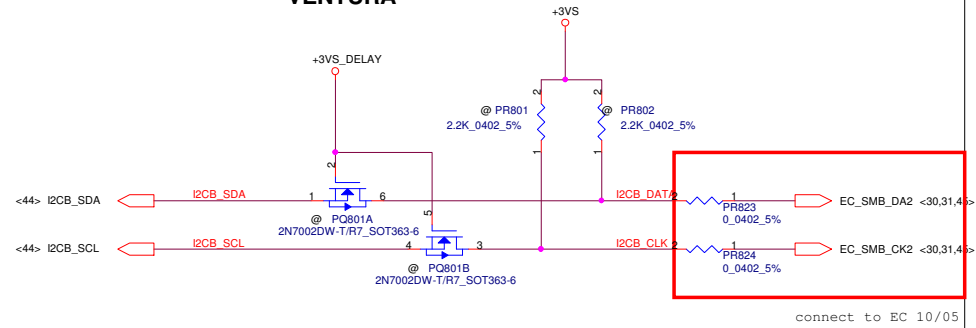 VENTURA
+3VS
+3VS_DELAY
2
2
@ PR801
2.2K_0402_5%
@ PR802
2.2K_0402_5%
1
1
2
<44> I2CB_SDA
I2CB_SDA
1
6
I2CB_DATA
2
1
EC_SMB_DA2 <30,31,45>
@ PQ801A
2N7002DW-T/R7_SOT363-6
5
PR823
0_0402_5%
<44> I2CB_SCL
I2CB_SCL
4
3
I2CB_CLK
2
1
EC_SMB_CK2 <30,31,45>
@ PQ801B
2N7002DW-T/R7_SOT363-6
PR824
0_0402_5%
connect to EC 10/05